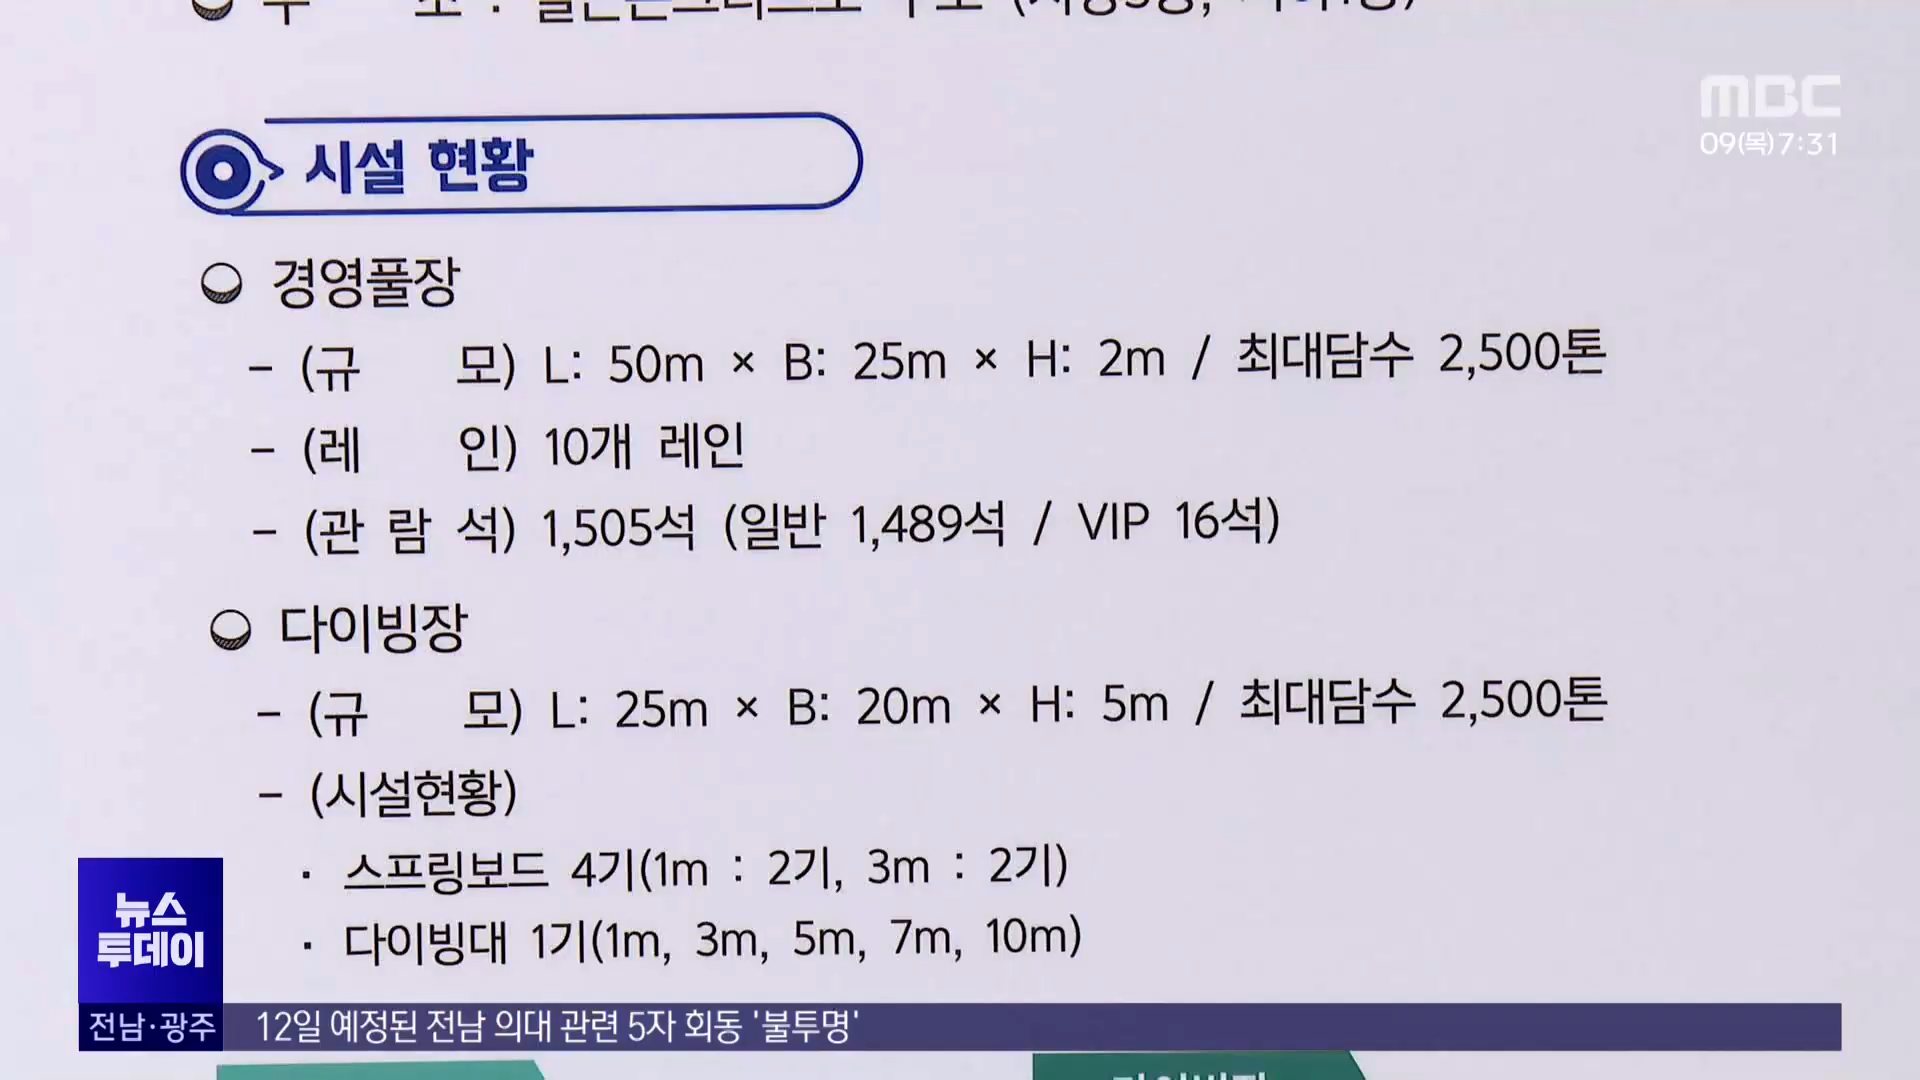 MBC
09(목)7:31
시설 현황
경영풀장
- (규 모) L: 50m × B: 25m × H: 2m / 최대담수 2,500톤
- (레 인) 10개 레인
- (관 람 석) 1,505석 (일반 1,489석 / VIP 16석)
다이빙장
- (규 모) L: 25m × B: 20m × H: 5m / 최대담수 2,500톤
- (시설현황)
· 스프링보드 4기(1m : 2기, 3m : 2기)
· 다이빙대 1기(1m, 3m, 5m, 7m, 10m)
뉴스
투데이
전남·광주 12일 예정된 전남 의대 관련 5자 회동 '불투명'